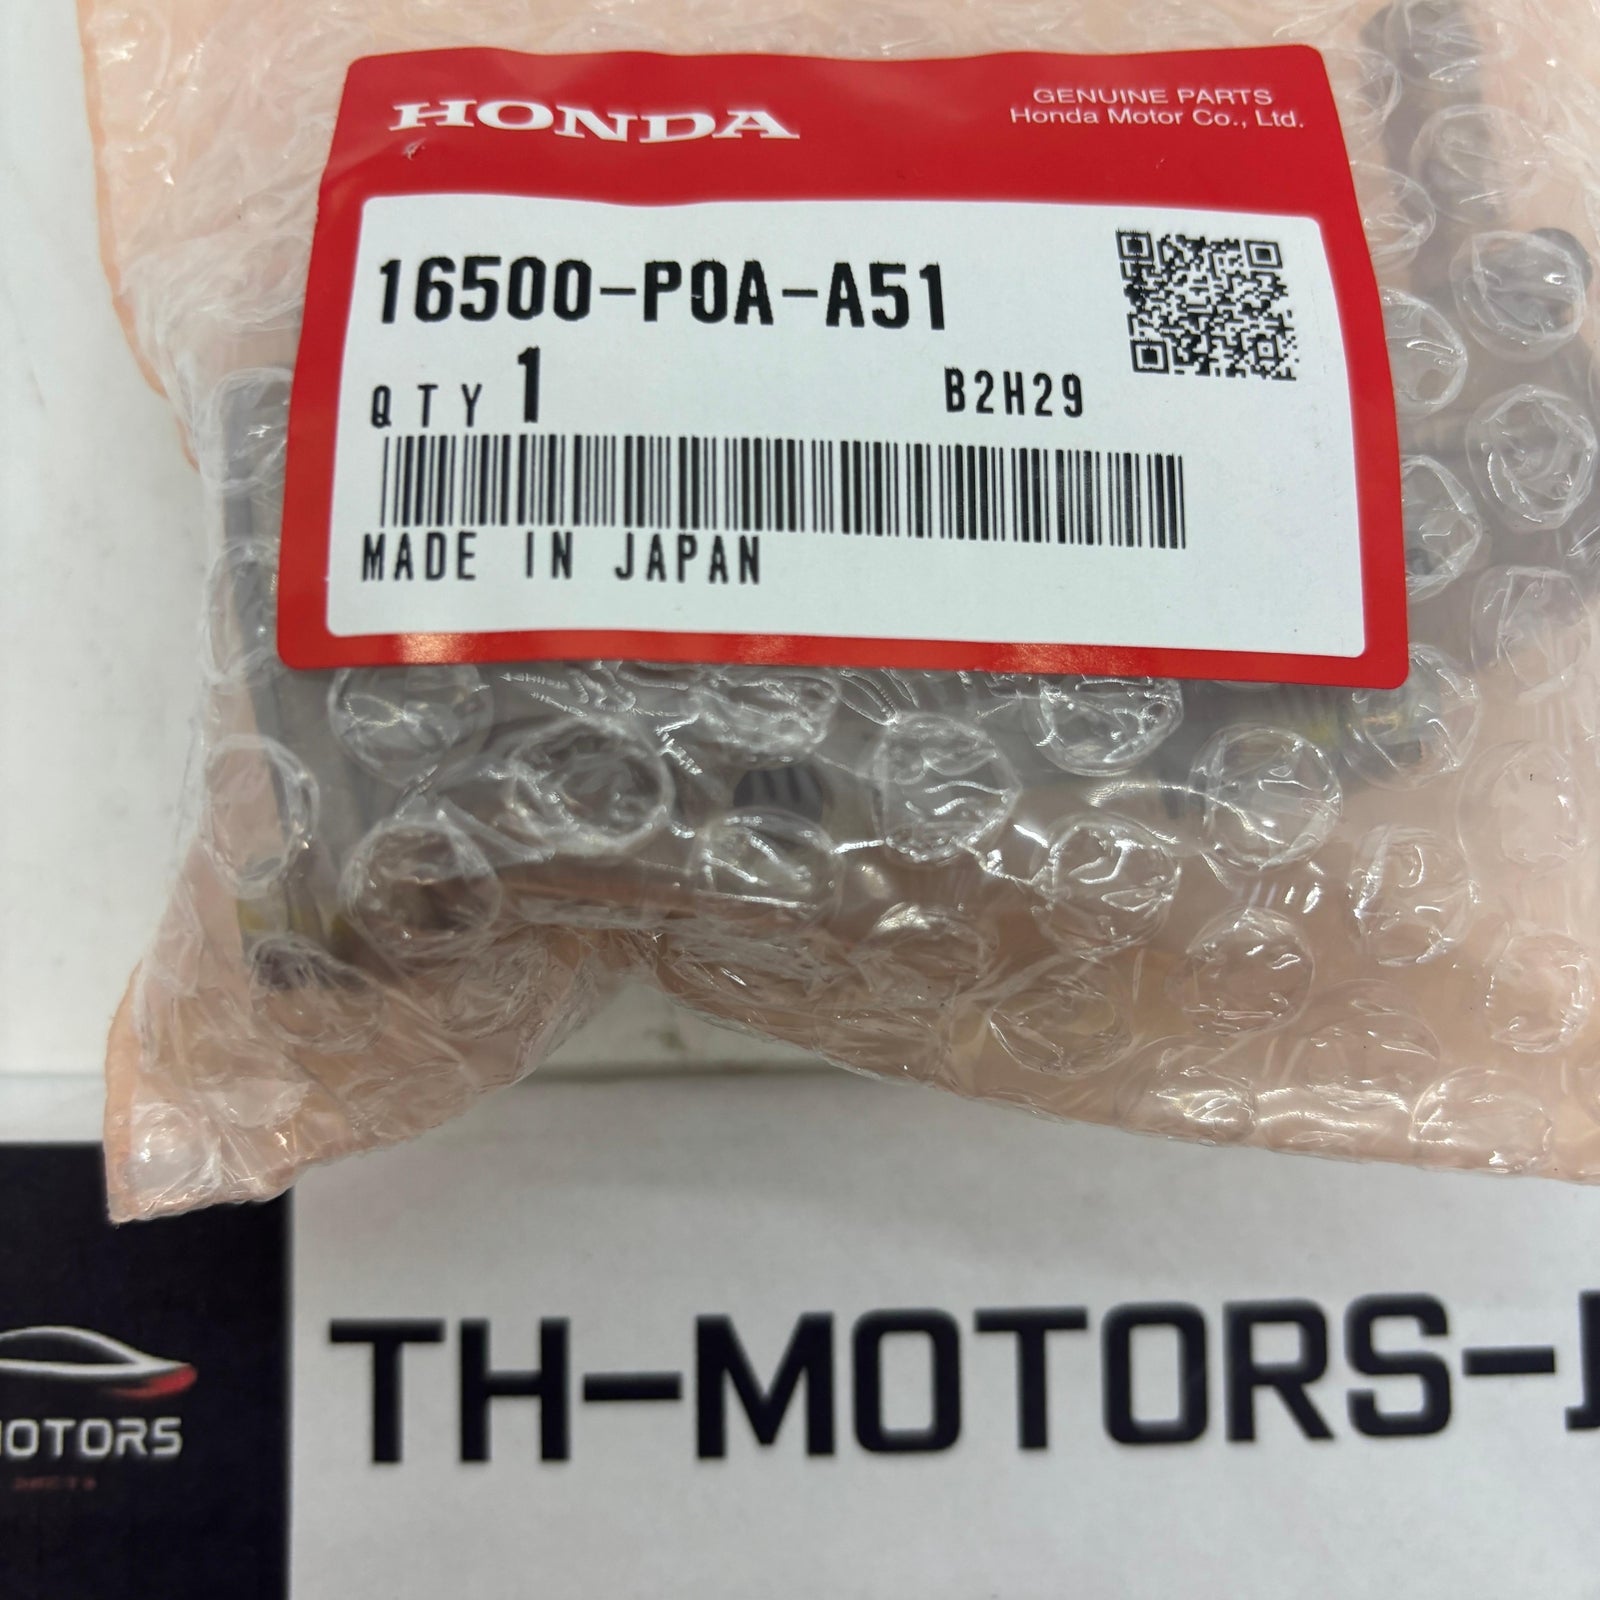 HONDA
GENUINE PARTS
Honda Motor Co., Ltd.
16500-P0A-A51
QTY 1
B2H29
MADE IN JAPAN
TH-MOTORS-J
MOTORS